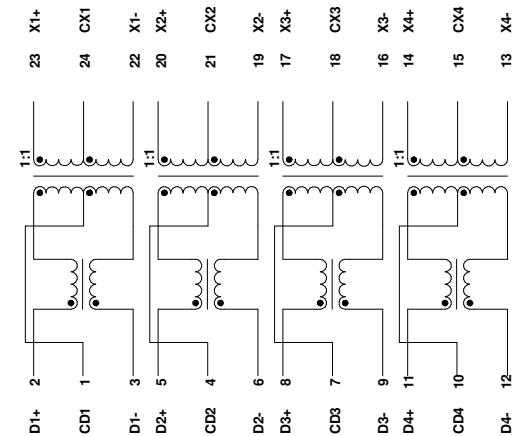 X1+ CX1 X1- X2+ CX2 X2- X3+ CX3 X3- X4+ CX4 X4-
23 24 22 20 21 19 17 18 16 14 15 13
1:1 1:1 1:1 1:1
2 1 3 5 4 6 8 7 9 11 10 12
D1+ CD1 D1- D2+ CD2 D2- D3+ CD3 D3- D4+ CD4 D4-